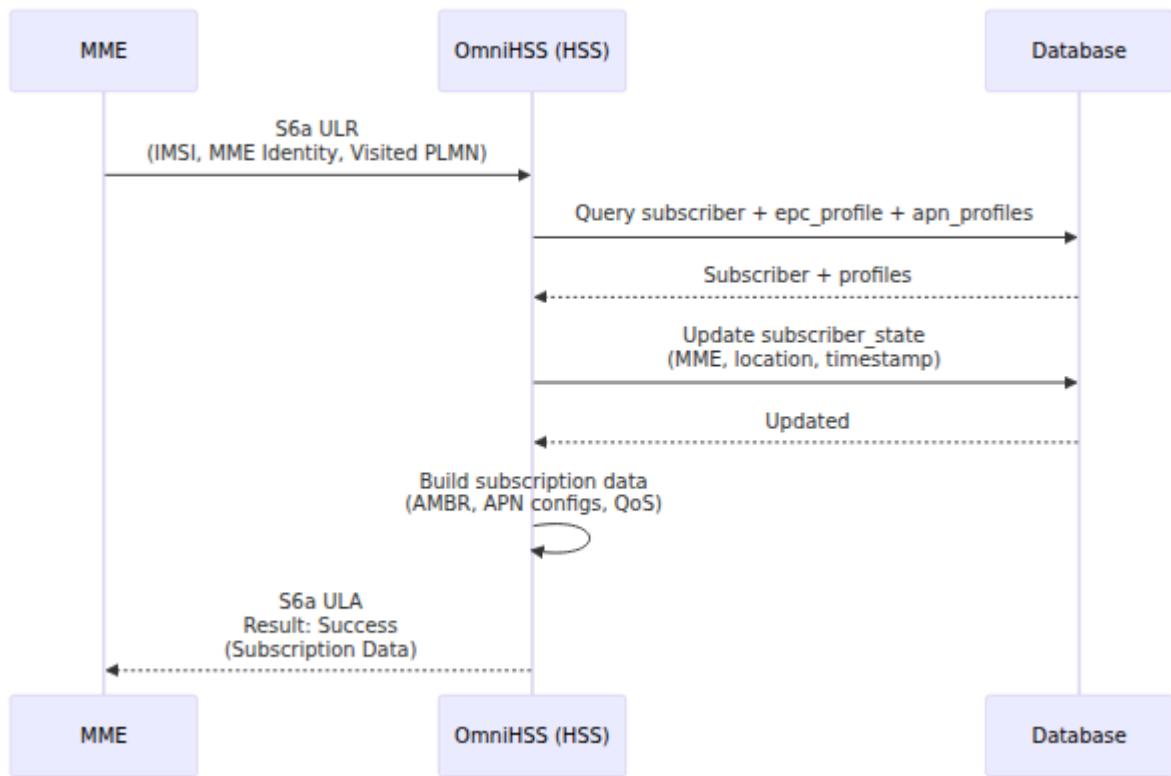 MME
OmniHSS (HSS)
Database
S6a ULR
(IMSI, MME Identity, Visited PLMN)
Query subscriber + epc_profile + apn_profiles
Subscriber + profiles
Update subscriber_state
(MME, location, timestamp)
Updated
Build subscription data
(AMBR, APN configs, QoS)
S6a ULA
Result: Success
(Subscription Data)
MME
OmniHSS (HSS)
Database